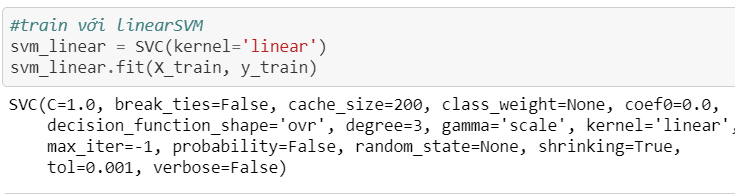 #train với linearSVM
svm_linear = SVC(kernel='linear')
svm_linear.fit(X_train, y_train)
SVC(C=1.0, break_ties=False, cache_size=200, class_weight=None, coef0=0.0,
decision_function_shape='ovr', degree=3, gamma='scale', kernel='linear',
max_iter=-1, probability=False, random_state=None, shrinking=True,
tol=0.001, verbose=False)